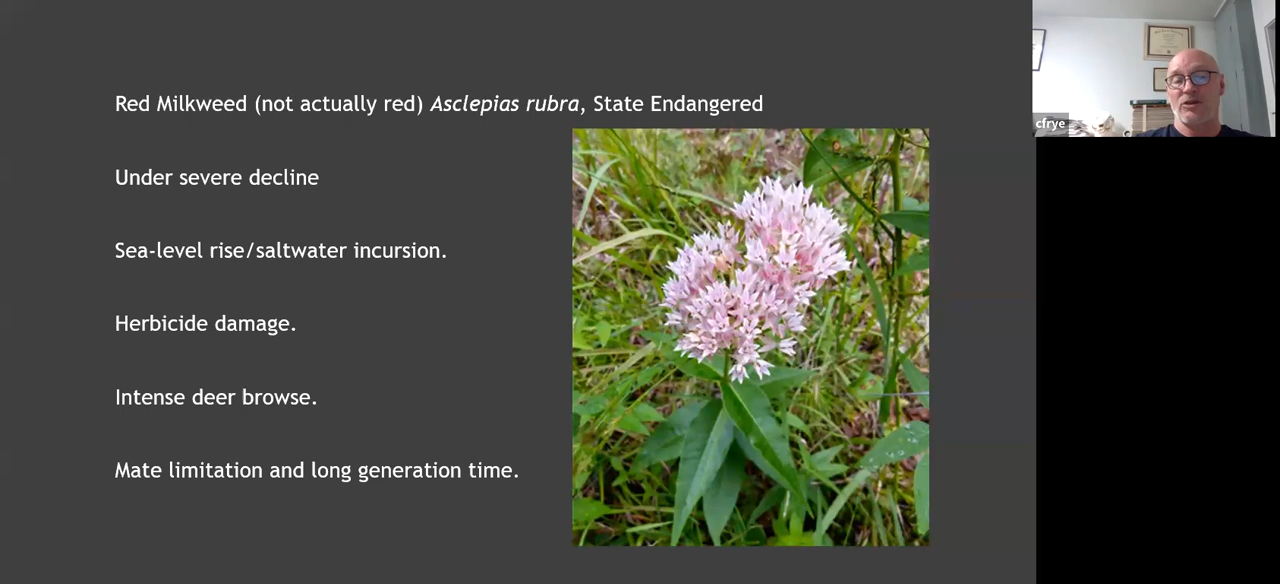 Red Milkweed (not actually red) Asclepias rubra, State Endangered
Under severe decline
Sea-level rise/saltwater incursion.
Herbicide damage.
Intense deer browse.
Mate limitation and long generation time.
cfrye